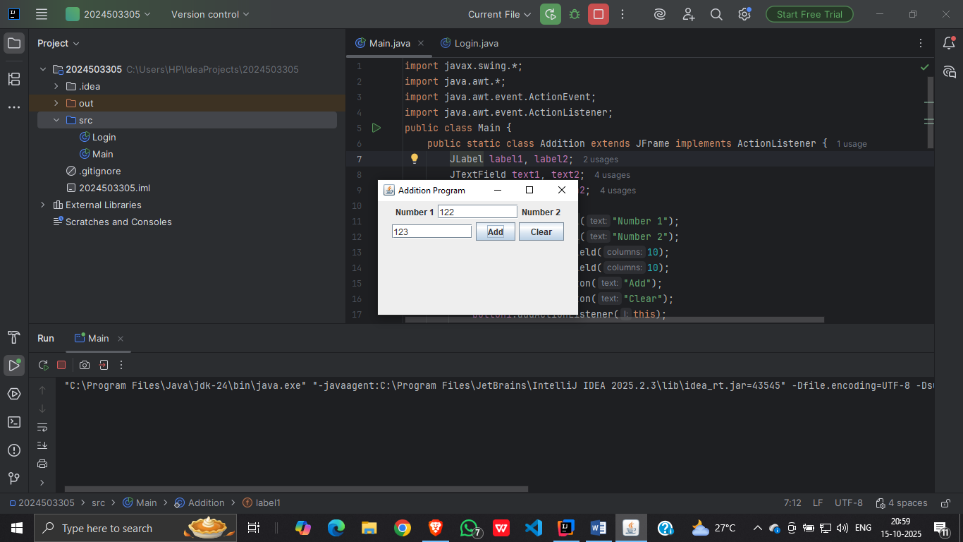 2024503305
Version control
Current File
Start Free Trial
Project
Main.java
Login.java
2024503305 C:\Users\HP\IdeaProjects\2024503305
.idea
out
src
Login
Main
.gitignore
2024503305.iml
External Libraries
Scratches and Consoles
1 import javax.swing.*;
2 import java.awt.*;
3 import java.awt.event.ActionEvent;
4 import java.awt.event.ActionListener;
5 public class Main {
6 public static class Addition extends JFrame implements ActionListener { 1 usage
7 JLabel label1, label2; 2 usages
8 JTextField text1, text2; 4 usages
9 2; 4 usages
10
11 ( text: "Number 1");
12 ( text: "Number 2");
13 eld( columns: 10);
14 eld( columns: 10);
15 on( text: "Add");
16 on( text: "Clear");
17 button1.addActionListener( l: this);
Addition Program
Number 1 122 Number 2
123 Add Clear
Run
Main
"C:\Program Files\Java\jdk-24\bin\java.exe" "-javaagent:C:\Program Files\JetBrains\IntelliJ IDEA 2025.2.3\lib\idea_rt.jar=43545" -Dfile.encoding=UTF-8 -Dsu
2024503305 > src > Main > Addition > label1
7:12 LF UTF-8 4 spaces
Type here to search
7
27°C
ENG
20:59
15-10-2025
11